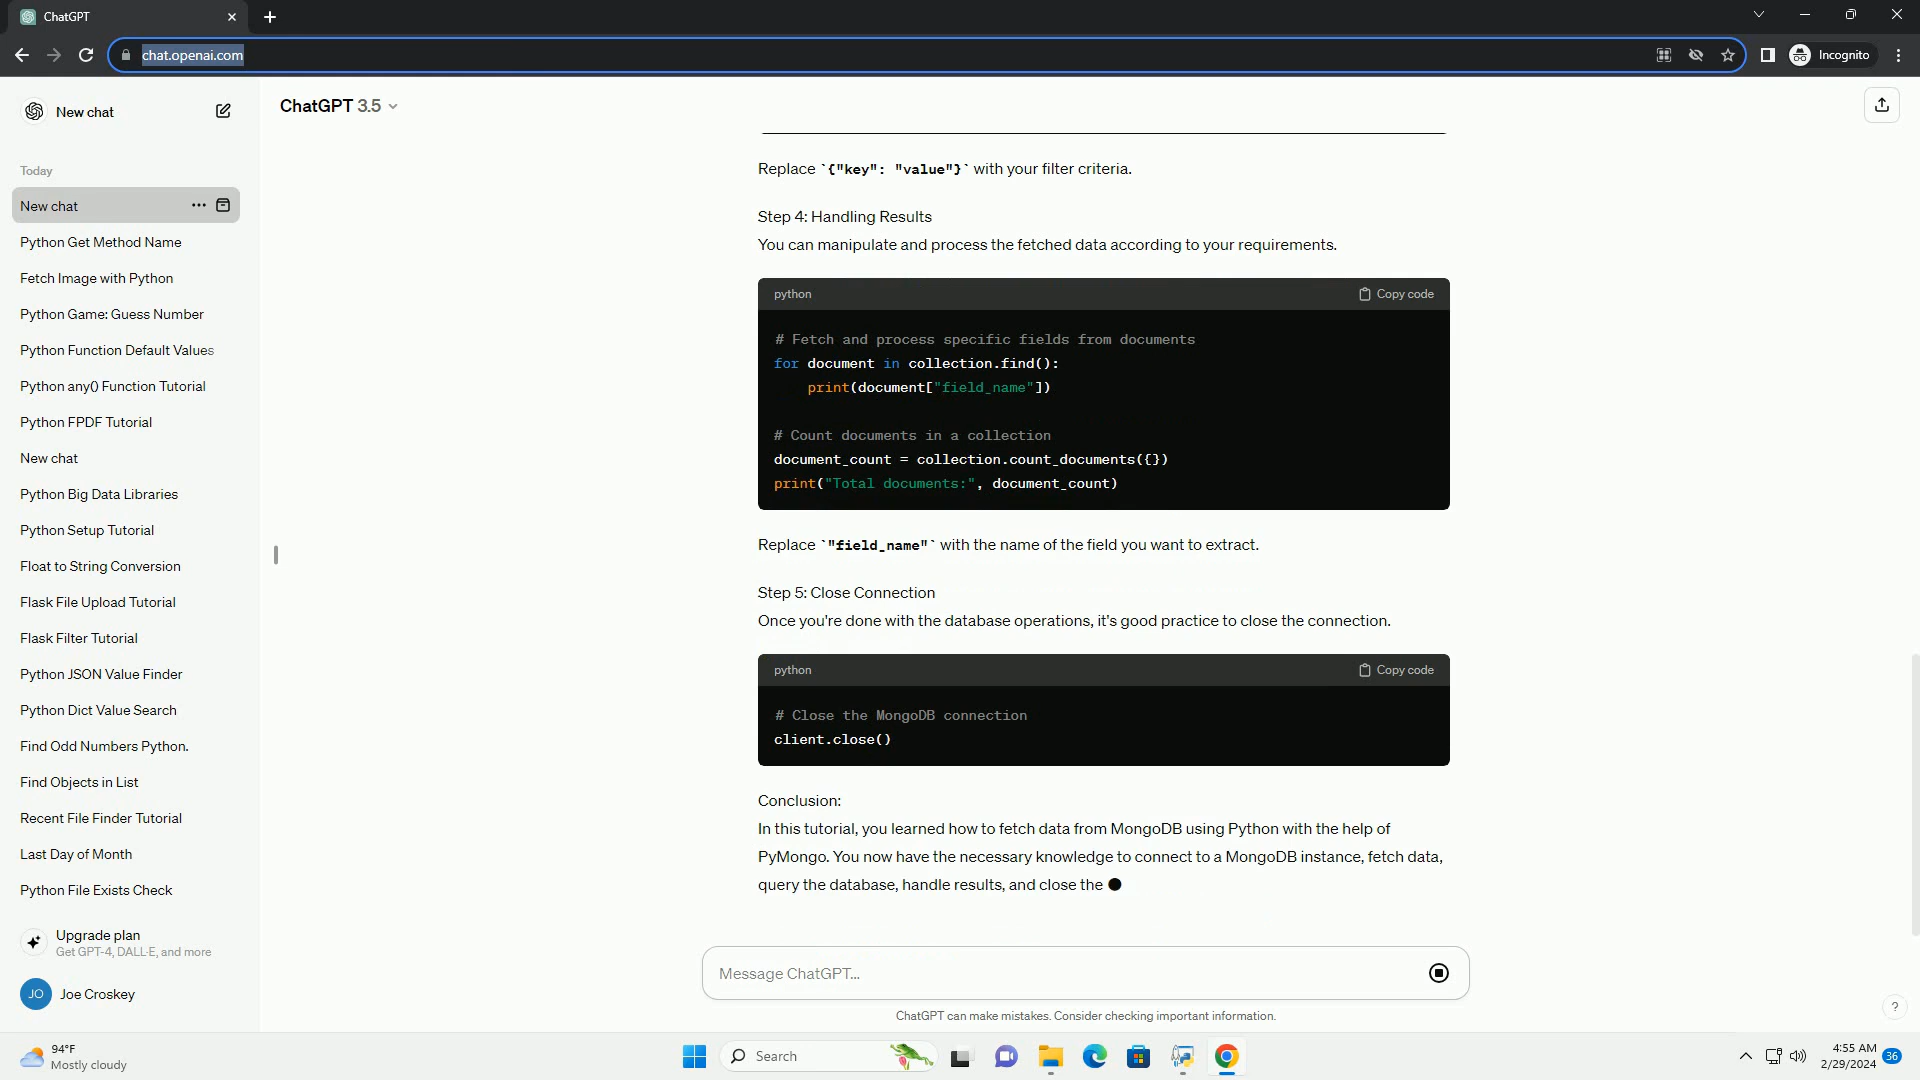 ChatGPT
chat.openai.com
Incognito
New chat
ChatGPT 3.5
Today
New chat
Python Get Method Name
Fetch Image with Python
Python Game: Guess Number
Python Function Default Values
Python any() Function Tutorial
Python FPDF Tutorial
New chat
Python Big Data Libraries
Python Setup Tutorial
Float to String Conversion
Flask File Upload Tutorial
Flask Filter Tutorial
Python JSON Value Finder
Python Dict Value Search
Find Odd Numbers Python.
Find Objects in List
Recent File Finder Tutorial
Last Day of Month
Python File Exists Check
Upgrade plan
Get GPT-4, DALL·E, and more
JO Joe Croskey
Replace `{"key": "value"}` with your filter criteria.
Step 4: Handling Results
You can manipulate and process the fetched data according to your requirements.
python Copy code
# Fetch and process specific fields from documents
for document in collection.find():
    print(document["field_name"])
# Count documents in a collection
document_count = collection.count_documents({})
print("Total documents:", document_count)
Replace `"field_name"` with the name of the field you want to extract.
Step 5: Close Connection
Once you're done with the database operations, it's good practice to close the connection.
python Copy code
# Close the MongoDB connection
client.close()
Conclusion:
In this tutorial, you learned how to fetch data from MongoDB using Python with the help of
PyMongo. You now have the necessary knowledge to connect to a MongoDB instance, fetch data,
query the database, handle results, and close the
Message ChatGPT...
ChatGPT can make mistakes. Consider checking important information.
?
94°F
Mostly cloudy
Search
4:55 AM
2/29/2024
36